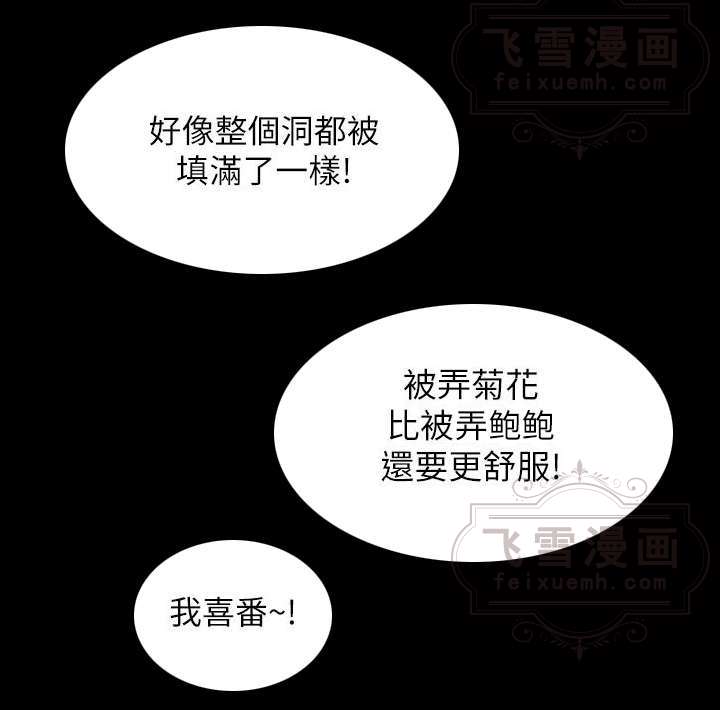 飞雪漫画
feixuemh.com
好像整個洞都被
填滿了一樣!
被弄菊花
比被弄鲍鲍
還要更舒服!
飞雪漫画
feixuemh.com
我喜番~!